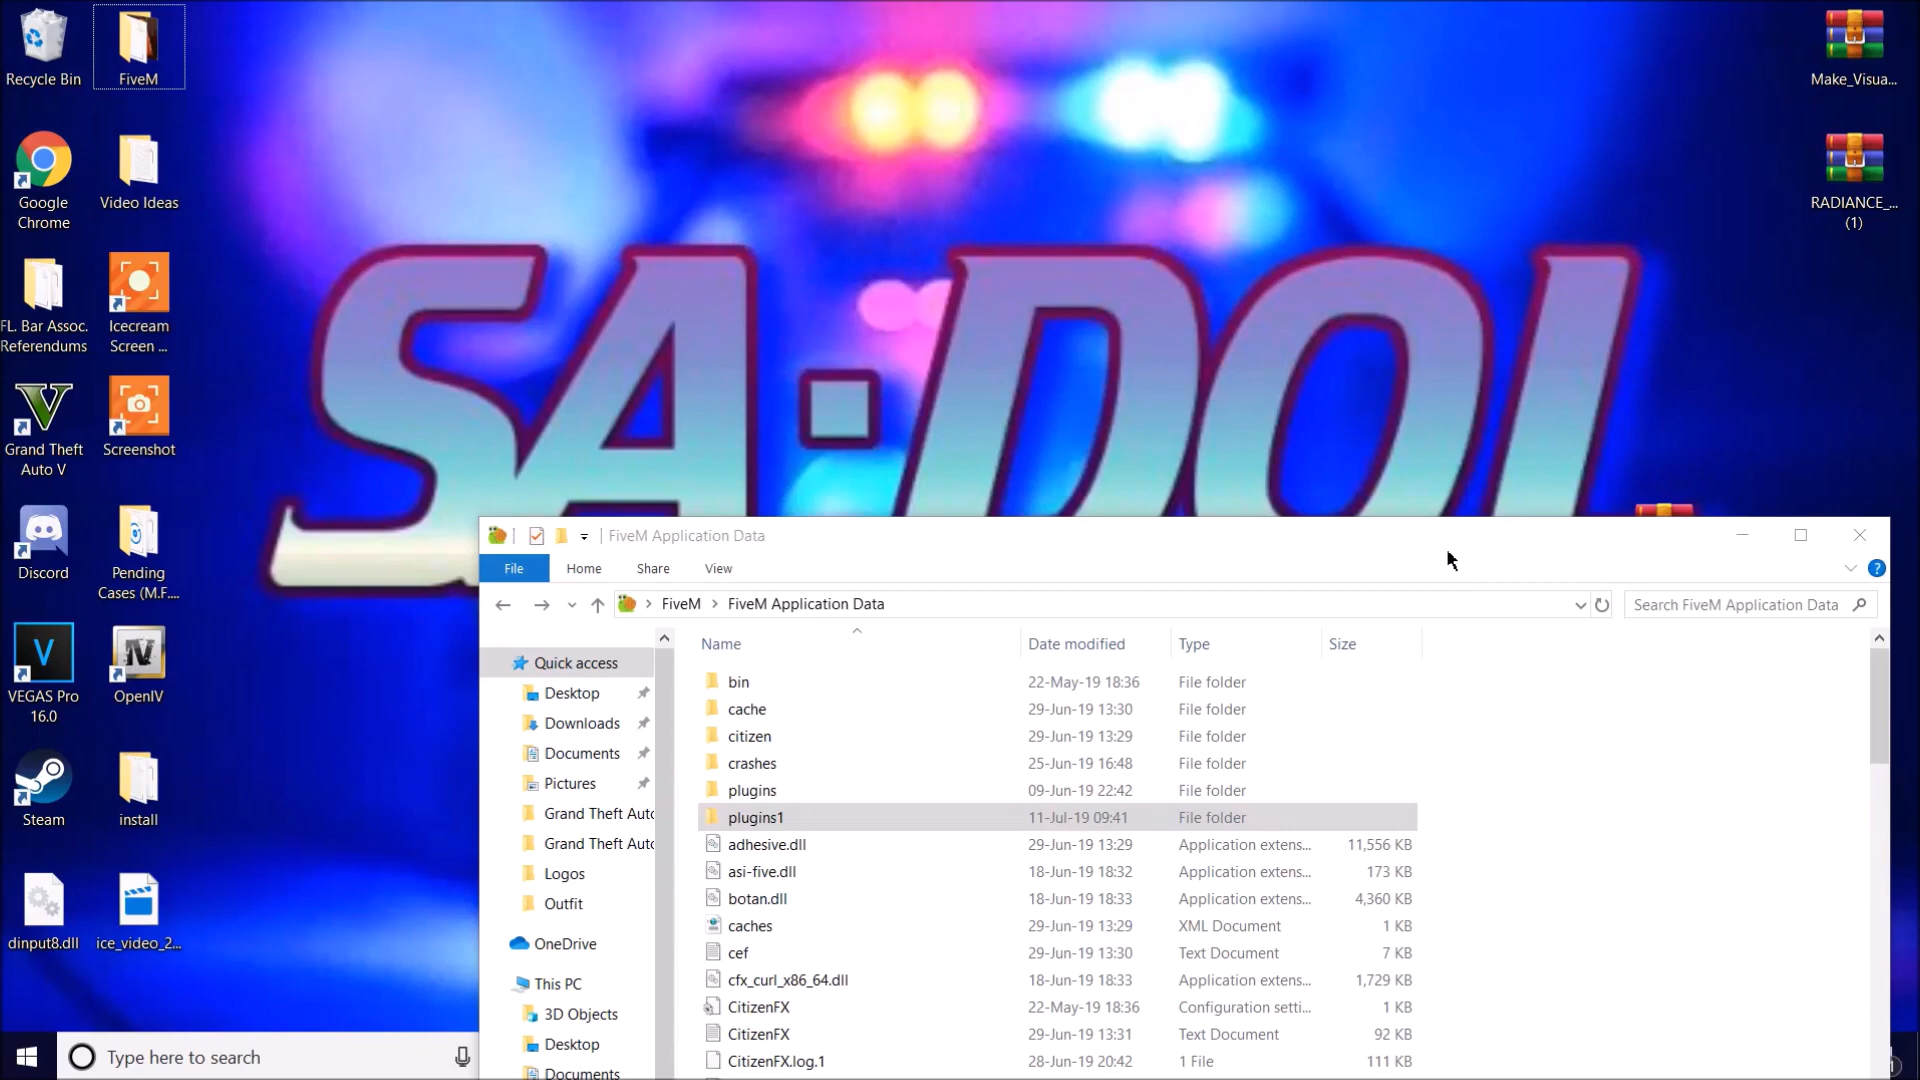 Recycle Bin
FiveM
Google
Chrome
Video Ideas
FL. Bar Assoc.
Referendums
Icecream
Screen ...
Grand Theft
Auto V
Screenshot
Discord
Pending
Cases (M.F....
VEGAS Pro
16.0
OpenIV
Steam
install
dinput8.dll
ice_video_2...
Make_Visua...
RADIANCE_...
(1)
SA·DOJ
FiveM Application Data
File
Home
Share
View
FiveM
FiveM Application Data
Search FiveM Application Data
Quick access
Desktop
Downloads
Documents
Pictures
Grand Theft Auto
Grand Theft Auto
Logos
Outfit
OneDrive
This PC
3D Objects
Desktop
Documents
Name Date modified Type Size
bin 22-May-19 18:36 File folder
cache 29-Jun-19 13:30 File folder
citizen 29-Jun-19 13:29 File folder
crashes 25-Jun-19 16:48 File folder
plugins 09-Jun-19 22:42 File folder
plugins1 11-Jul-19 09:41 File folder
adhesive.dll 29-Jun-19 13:29 Application extens... 11,556 KB
asi-five.dll 18-Jun-19 18:32 Application extens... 173 KB
botan.dll 18-Jun-19 18:33 Application extens... 4,360 KB
caches 29-Jun-19 13:29 XML Document 1 KB
cef 29-Jun-19 13:30 Text Document 7 KB
cfx_curl_x86_64.dll 18-Jun-19 18:33 Application extens... 1,729 KB
CitizenFX 22-May-19 18:36 Configuration setti... 1 KB
CitizenFX 29-Jun-19 13:31 Text Document 92 KB
CitizenFX.log.1 28-Jun-19 20:42 1 File 111 KB
Type here to search